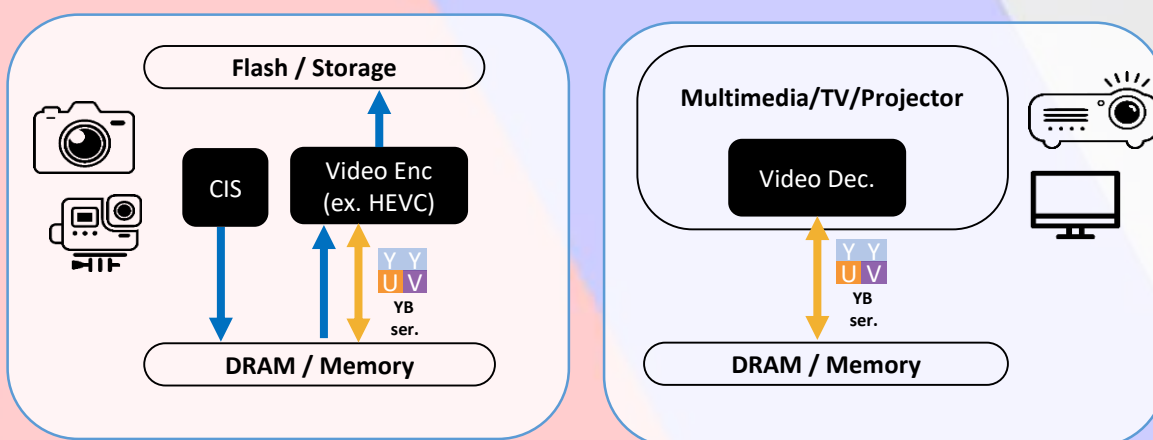 Flash / Storage
CIS
Video Enc
(ex. HEVC)
Y Y
U V
YB
ser.
DRAM / Memory
Multimedia/TV/Projector
Video Dec.
Y Y
U V
YB
ser.
DRAM / Memory